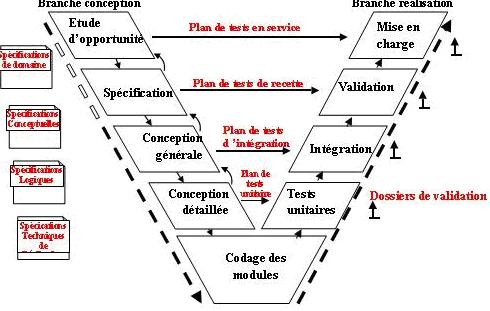 Branche conception
Branche réalisation
Etude
d'opportunité
Plan de tests en service
Mise en
charge
Spécifications
de domaine
Spécification
Plan de tests de recette
Validation
Spécifications
Conceptuelles
Conception
générale
Plan de tests
d 'intégration
Intégration
Spécifications
Logiques
Conception
détaillée
Plan de
tests
unitaire
Tests
unitaires
Dossiers de validation
Spécications
Techniques
de
Codage des
modules